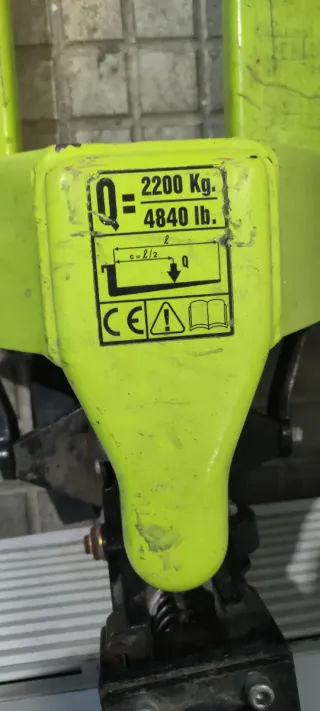 Q = 2200 Kg.
4840 lb.
ℓ
c=ℓ/2
Q
CE